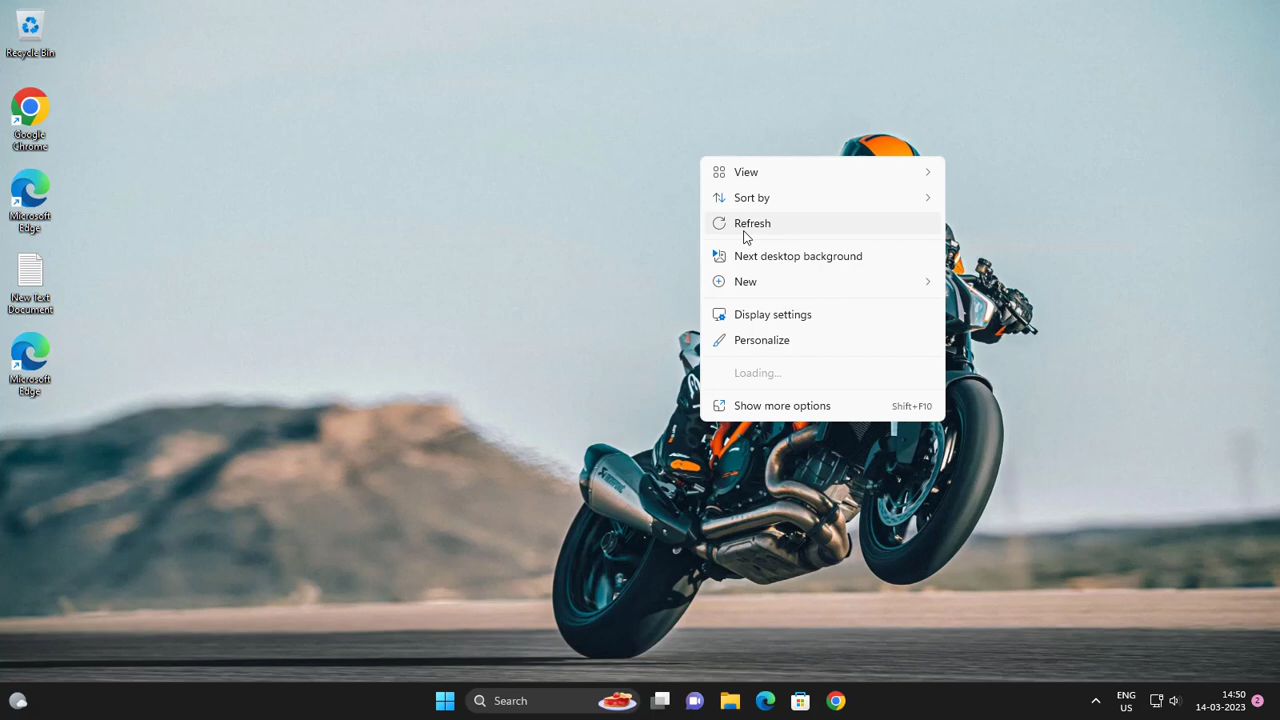 Recycle Bin
Google
Chrome
Microsoft
Edge
New Text
Document
Microsoft
Edge
View
Sort by
Refresh
Next desktop background
New
Display settings
Personalize
Loading...
Show more options Shift+F10
Search
ENG
US
14:50
14-03-2023
2